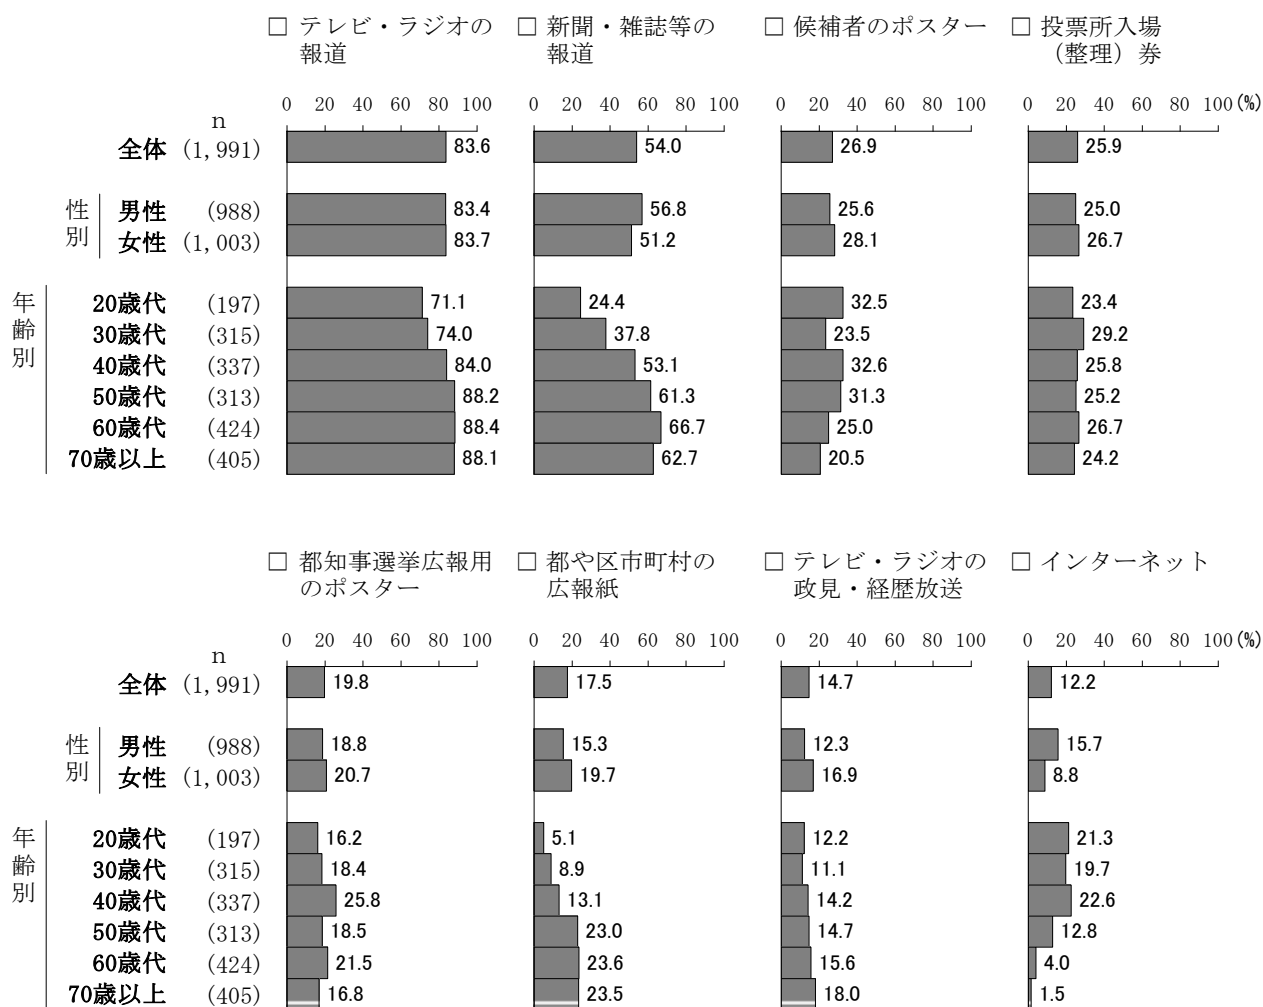 □ テレビ・ラジオの □ 新聞・雑誌等の □ 候補者のポスター □ 投票所入場
報道 報道 （整理）券
0 20 40 60 80 100 0 20 40 60 80 100 0 20 40 60 80 100 0 20 40 60 80 100(%)
n
全体 (1,991) 83.6 54.0 26.9 25.9
性別
男性 (988) 83.4 56.8 25.6 25.0
女性 (1,003) 83.7 51.2 28.1 26.7
年齢別
20歳代 (197) 71.1 24.4 32.5 23.4
30歳代 (315) 74.0 37.8 23.5 29.2
40歳代 (337) 84.0 53.1 32.6 25.8
50歳代 (313) 88.2 61.3 31.3 25.2
60歳代 (424) 88.4 66.7 25.0 26.7
70歳以上 (405) 88.1 62.7 20.5 24.2
□ 都知事選挙広報用 □ 都や区市町村の □ テレビ・ラジオの □ インターネット
のポスター 広報紙 政見・経歴放送
0 20 40 60 80 100 0 20 40 60 80 100 0 20 40 60 80 100 0 20 40 60 80 100(%)
n
全体 (1,991) 19.8 17.5 14.7 12.2
性別
男性 (988) 18.8 15.3 12.3 15.7
女性 (1,003) 20.7 19.7 16.9 8.8
年齢別
20歳代 (197) 16.2 5.1 12.2 21.3
30歳代 (315) 18.4 8.9 11.1 19.7
40歳代 (337) 25.8 13.1 14.2 22.6
50歳代 (313) 18.5 23.0 14.7 12.8
60歳代 (424) 21.5 23.6 15.6 4.0
70歳以上 (405) 16.8 23.5 18.0 1.5